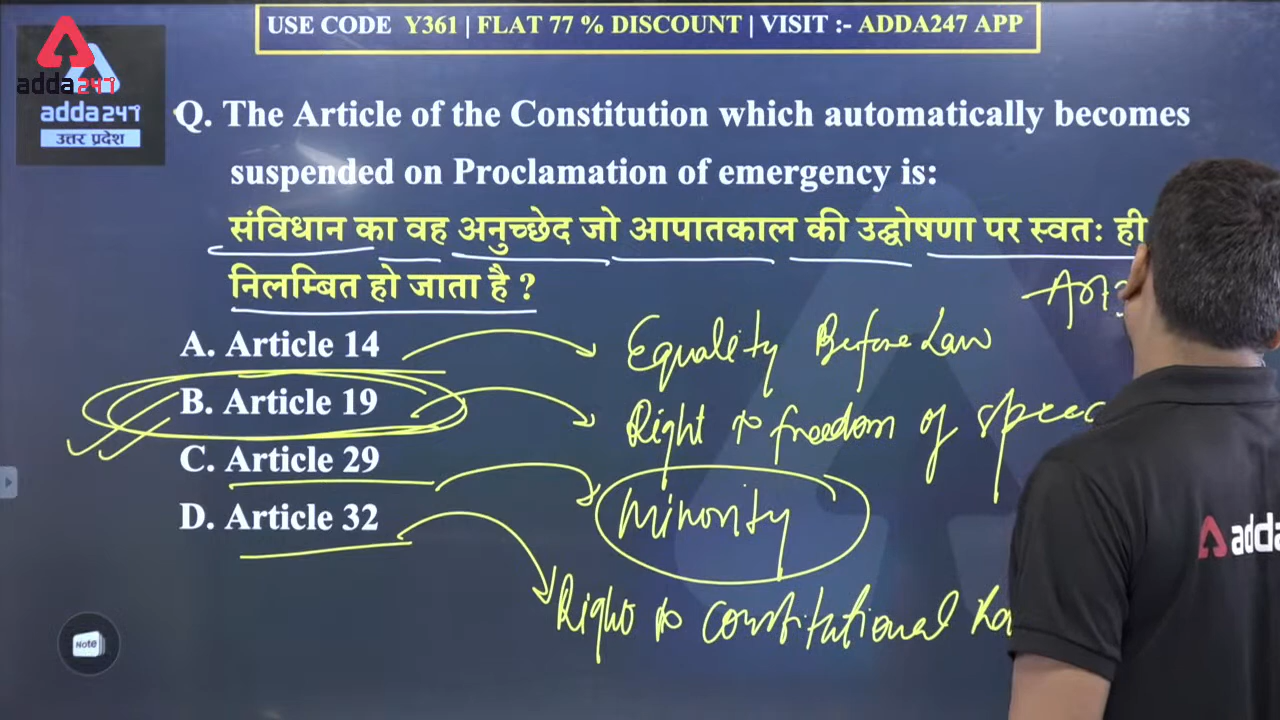 USE CODE Y361 | FLAT 77 % DISCOUNT | VISIT :- ADDA247 APP
adda247
adda247
उत्तर प्रदेश
Q. The Article of the Constitution which automatically becomes
suspended on Proclamation of emergency is:
संविधान का वह अनुच्छेद जो आपातकाल की उद्घोषणा पर स्वतः ही
निलम्बित हो जाता है ?
A. Article 14
Equality Before Law
B. Article 19
Right to freedom of speec
C. Article 29
Minority
D. Article 32
Right to constitutional
adda
Note